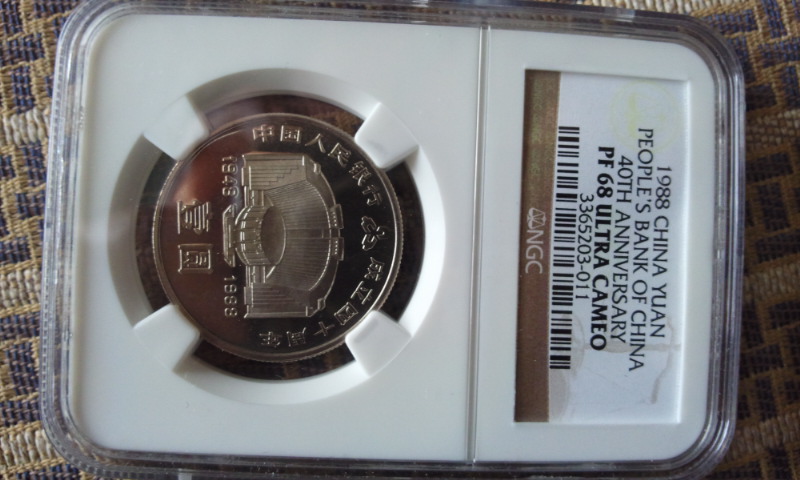 1988 CHINA YUAN
PEOPLE'S BANK OF CHINA
40TH ANNIVERSARY
PF 68 ULTRA CAMEO
3365203-011
NGC
中国人民银行 成立四十周年
1948 1988
壹圆